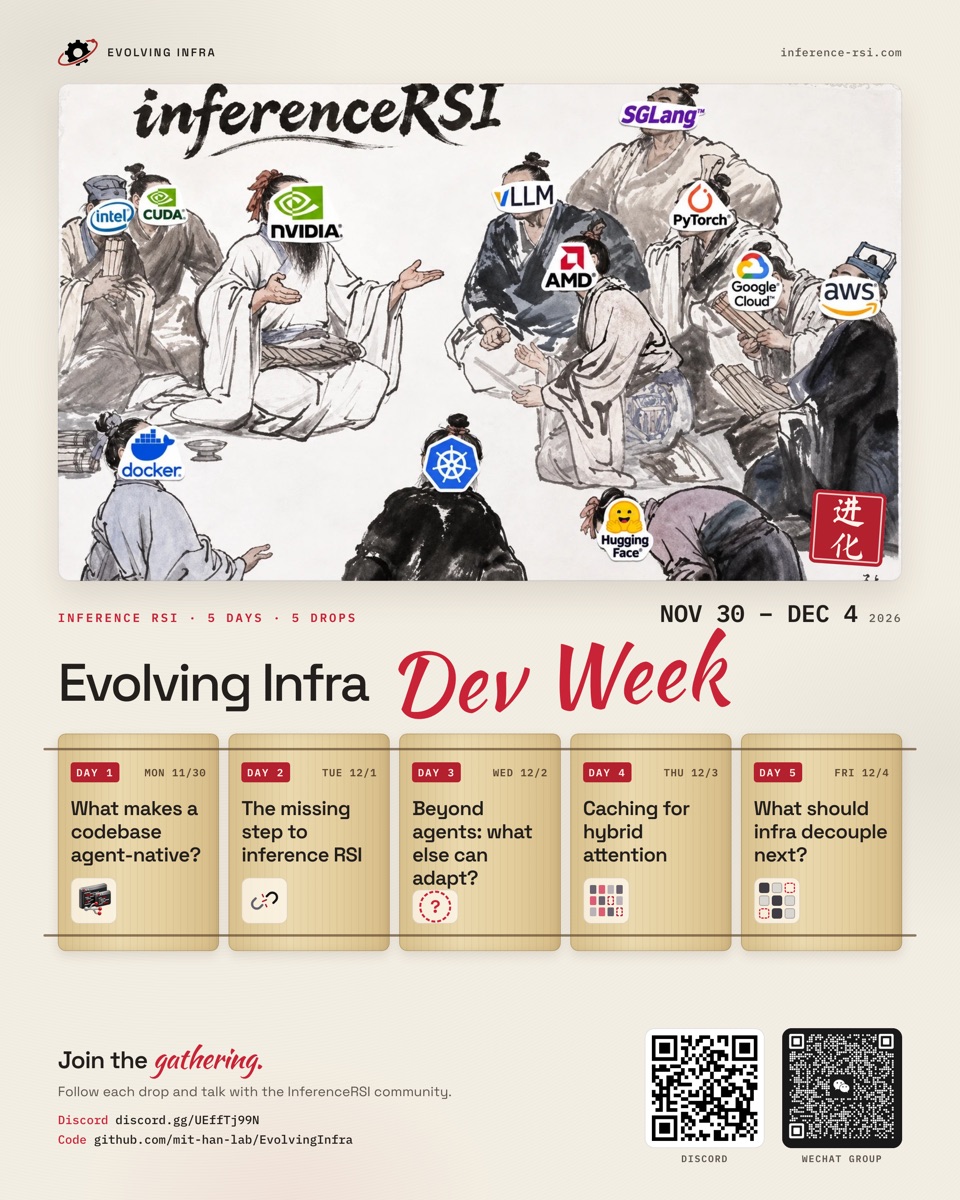 EVOLVING INFRA
inference-rsi.com
inferenceRSI
SGLang™
intel
CUDA
NVIDIA
vLLM
PyTorch
AMD
Google
Cloud™
aws
docker
Hugging
Face
进
化
INFERENCE RSI · 5 DAYS · 5 DROPS
NOV 30 – DEC 4 2026
Evolving Infra Dev Week
DAY 1 MON 11/30
What makes a
codebase
agent-native?
DAY 2 TUE 12/1
The missing
step to
inference RSI
DAY 3 WED 12/2
Beyond
agents: what
else can
adapt?
?
DAY 4 THU 12/3
Caching for
hybrid
attention
DAY 5 FRI 12/4
What should
infra decouple
next?
Join the gathering.
Follow each drop and talk with the InferenceRSI community.
Discord discord.gg/UEffTj99N
Code github.com/mit-han-lab/EvolvingInfra
DISCORD
WECHAT GROUP